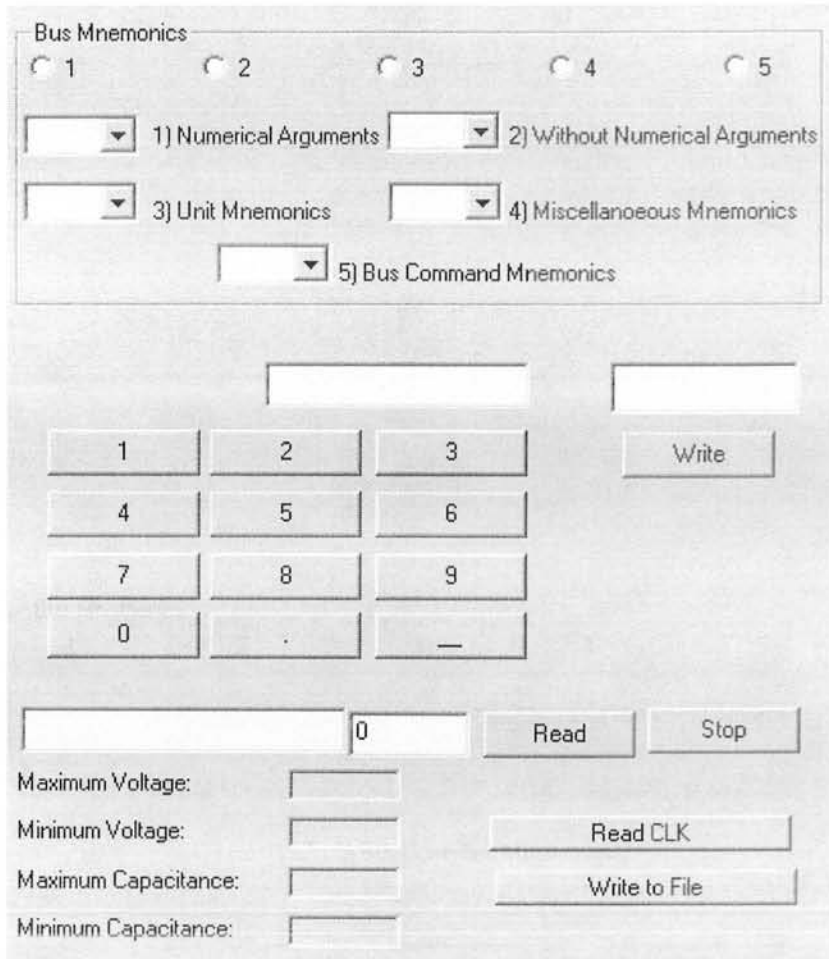 Bus Mnemonics
1 2 3 4 5
1) Numerical Arguments 2) Without Numerical Arguments
3) Unit Mnemonics 4) Miscellanoeous Mnemonics
5) Bus Command Mnemonics
1 2 3 Write
4 5 6
7 8 9
0 . _
0 Read Stop
Maximum Voltage:
Minimum Voltage: Read CLK
Maximum Capacitance: Write to File
Minimum Capacitance: